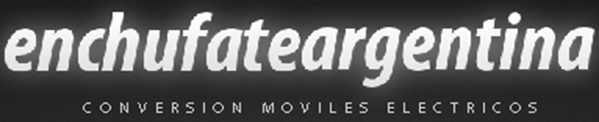 enchufateargentina
CONVERSION MOVILES ELECTRICOS